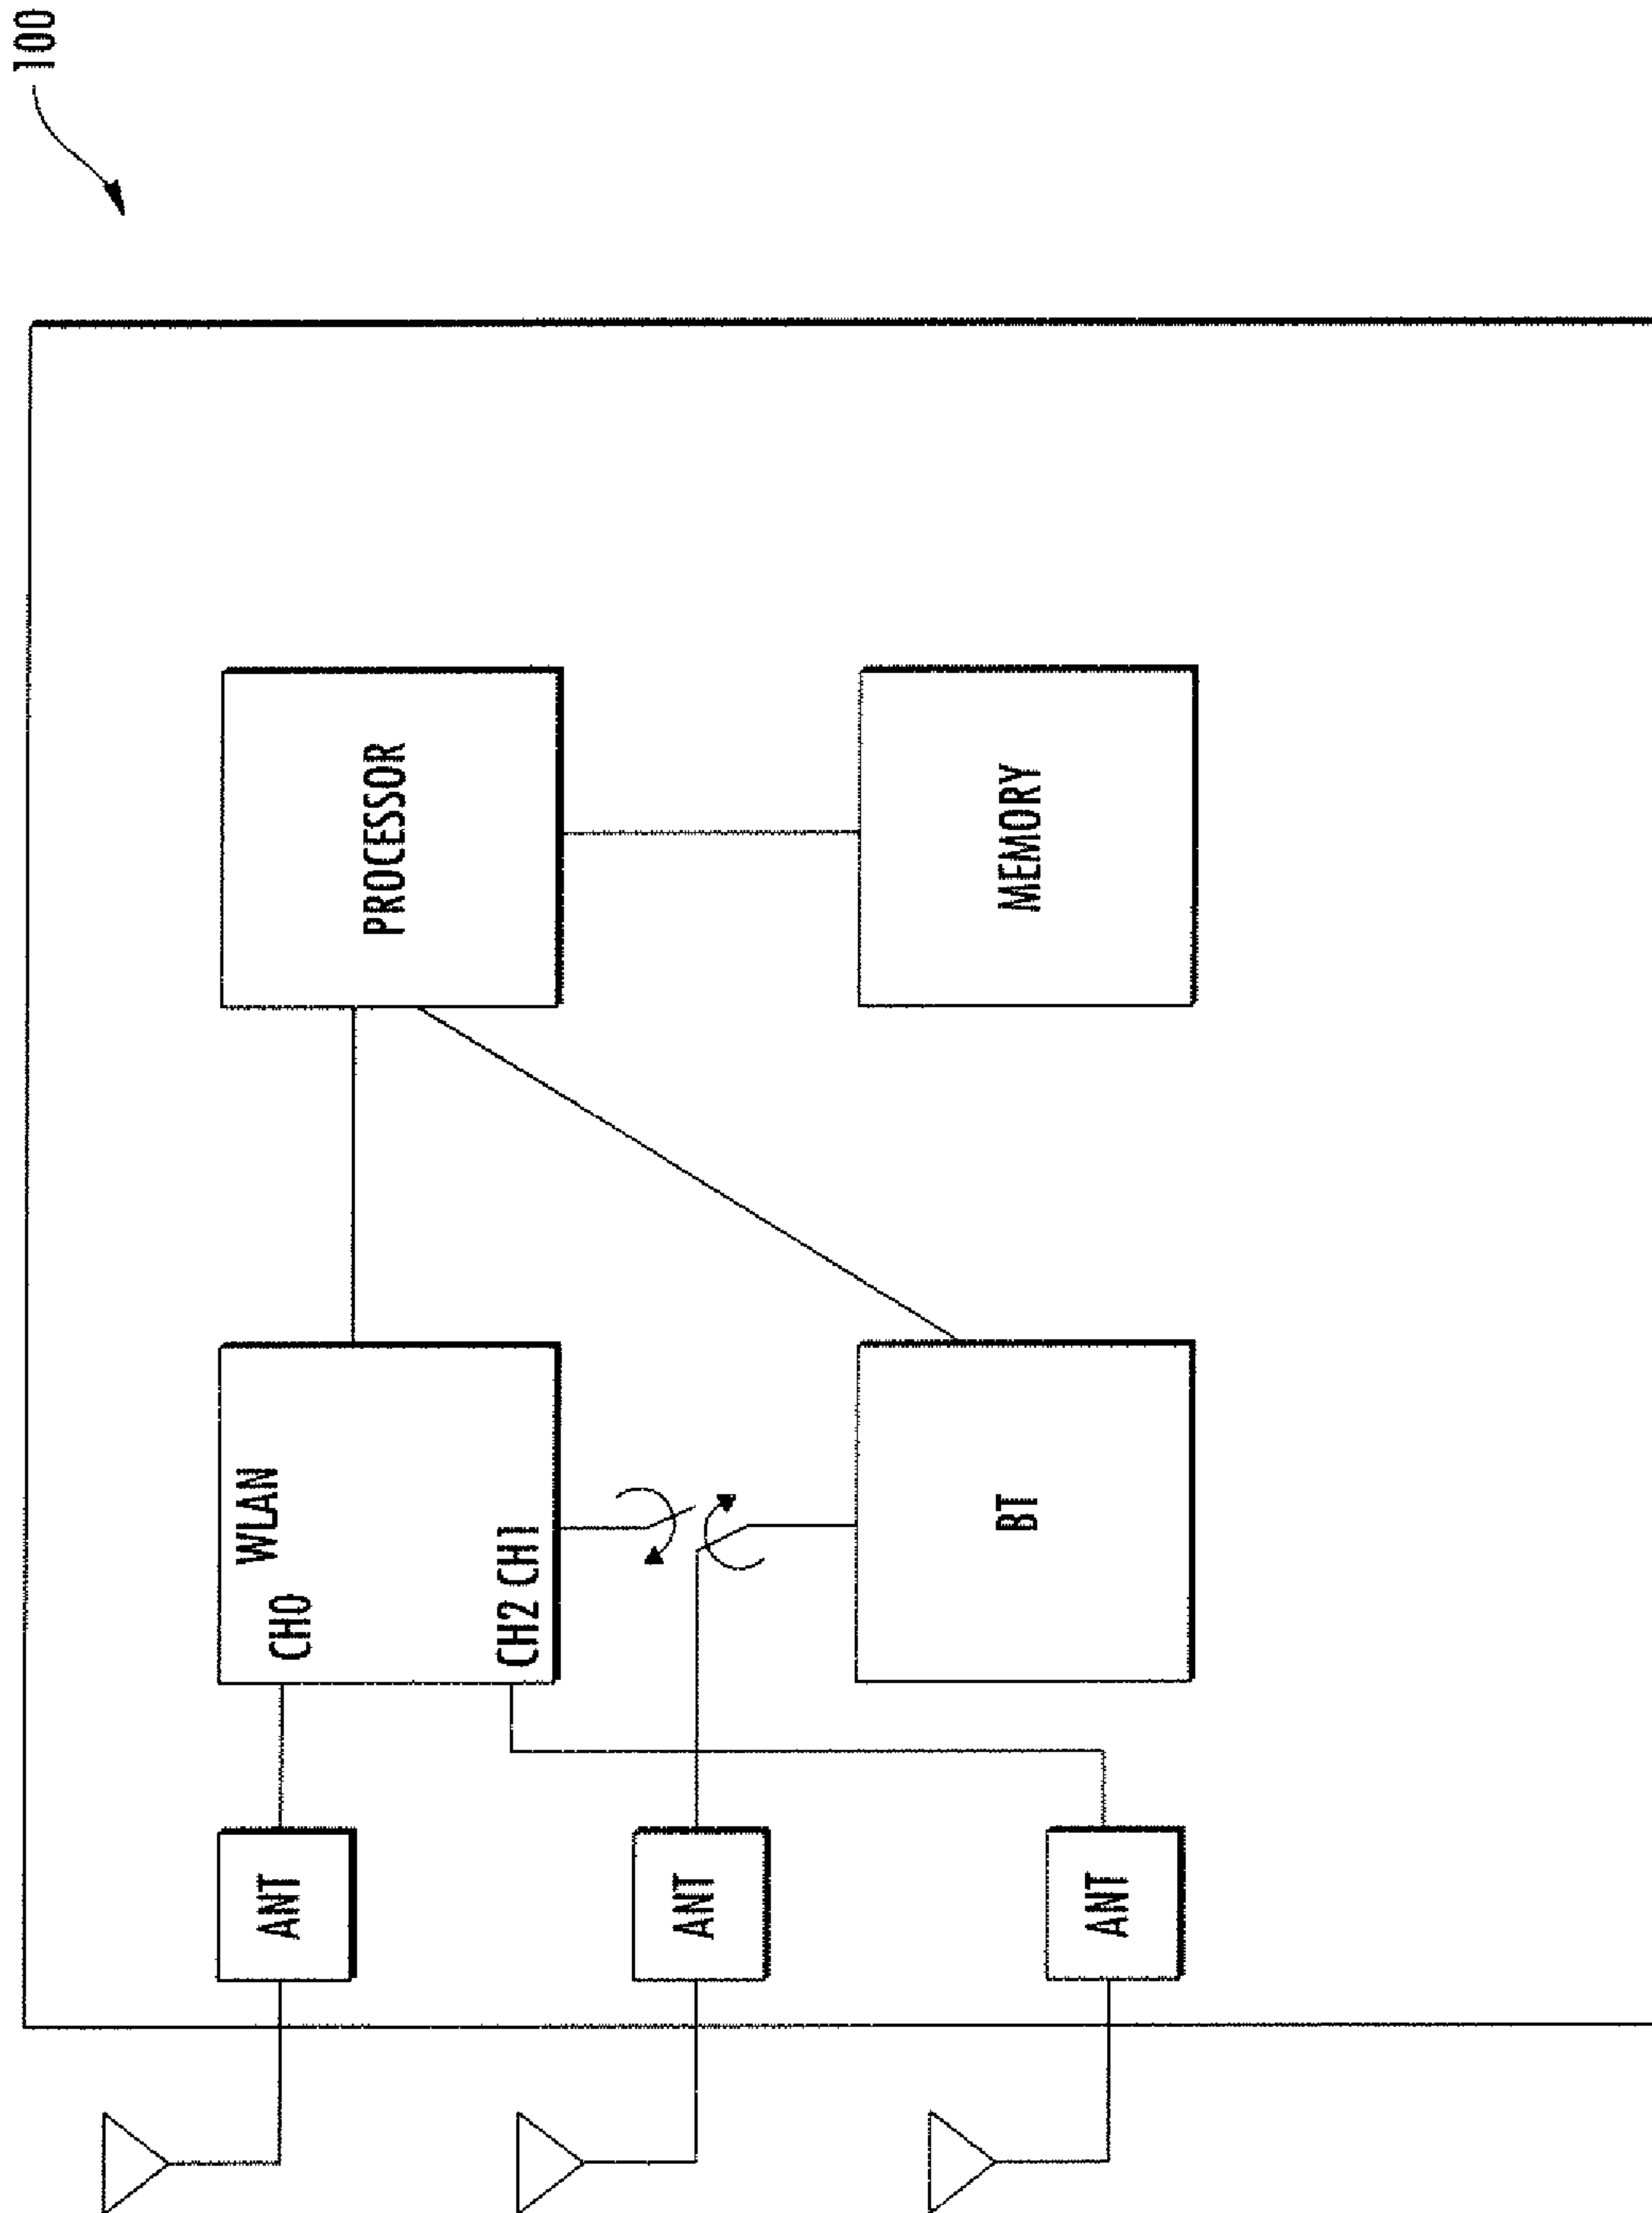 100
PROCESSOR
MEMORY
WLAN
CH0
CH2 CH1
BT
ANT
ANT
ANT